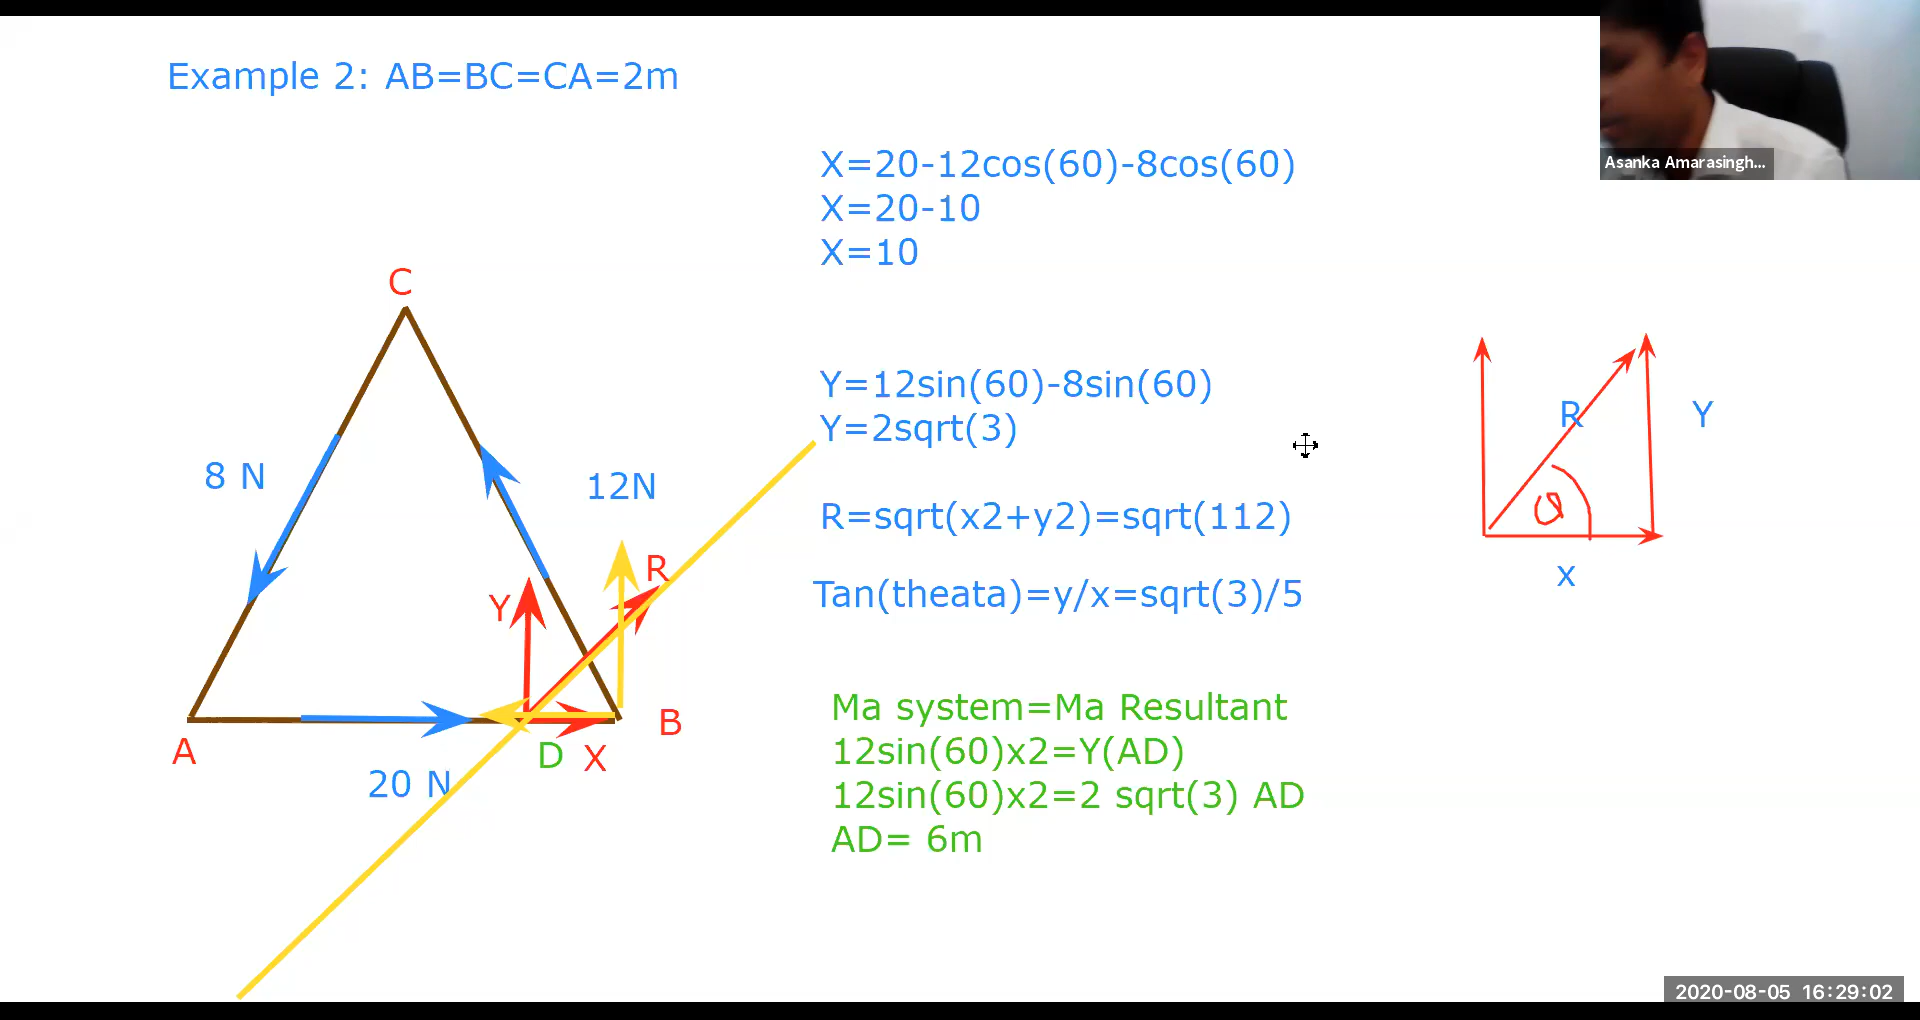 Example 2: AB=BC=CA=2m
Asanka Amarasingh...
X=20-12cos(60)-8cos(60)
X=20-10
X=10
C
Y=12sin(60)-8sin(60)
Y=2sqrt(3)
R
Y
8 N
12N
R=sqrt(x2+y2)=sqrt(112)
R
Y
x
Tan(theata)=y/x=sqrt(3)/5
Ma system=Ma Resultant
12sin(60)x2=Y(AD)
12sin(60)x2=2 sqrt(3) AD
AD= 6m
A
D
X
B
20 N
2020-08-05 16:29:02